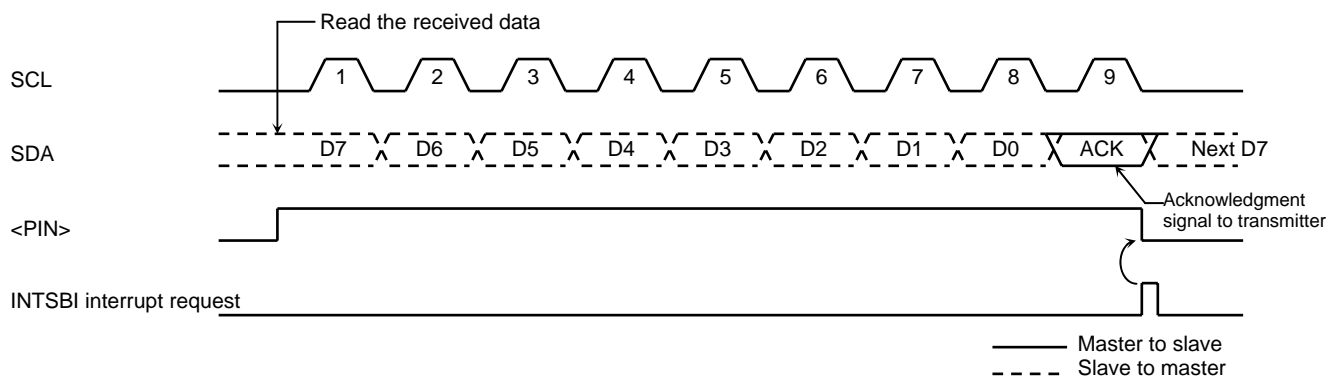 Read the received data
SCL
1 2 3 4 5 6 7 8 9
SDA
D7 D6 D5 D4 D3 D2 D1 D0 ACK Next D7
Acknowledgment
signal to transmitter
<PIN>
INTSBI interrupt request
Master to slave
Slave to master